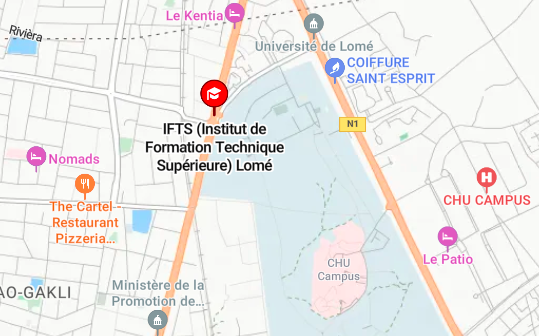 Le Kentia
Rivièra
Université de Lomé
COIFFURE
SAINT ESPRIT
N1
IFTS (Institut de
Formation Technique
Supérieure) Lomé
Nomads
The Cartel -
Restaurant
Pizzeria...
CHU CAMPUS
Le Patio
CHU
Campus
Ministère de la
Promotion de...
AO-GAKLI